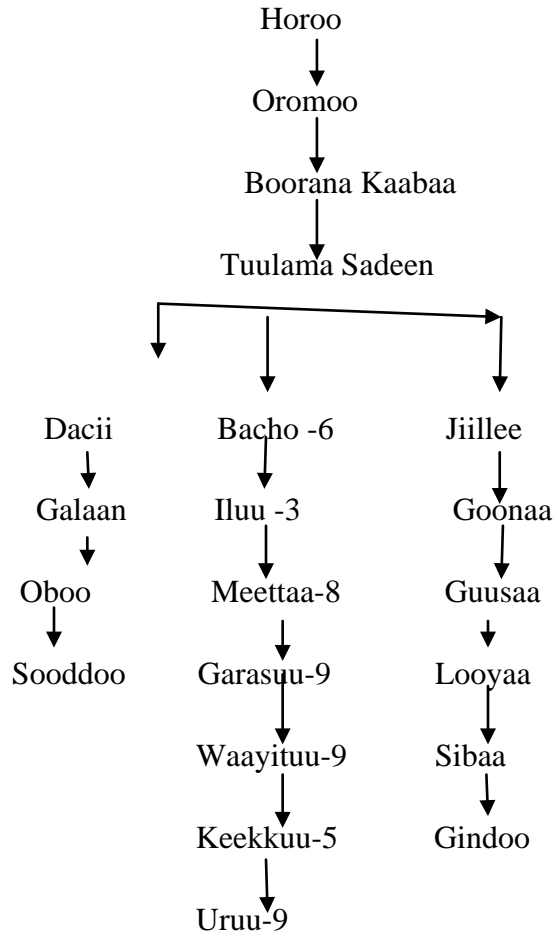 Horoo
Oromoo
Boorana Kaabaa
Tuulama Sadeen
Dacii Bacho -6 Jiillee
Galaan Iluu -3 Goonaa
Oboo Meettaa-8 Guusaa
Sooddoo Garasuu-9 Looyaa
Waayituu-9 Sibaa
Keekkuu-5 Gindoo
Uruu-9